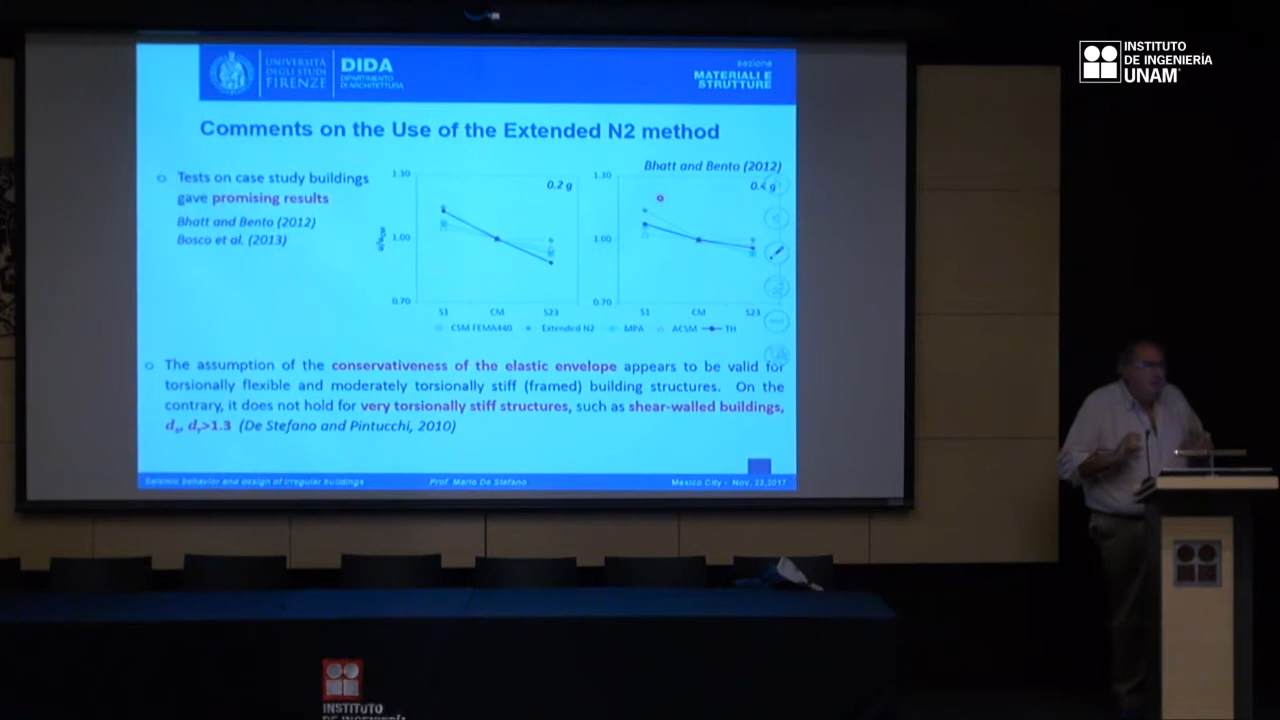 INSTITUTO
DE INGENIERÍA
UNAM
UNIVERSITÀ
DEGLI STUDI
FIRENZE
DIDA
DIPARTIMENTO
DI ARCHITETTURA
sezione
MATERIALI E
STRUTTURE
Comments on the Use of the Extended N2 method
Tests on case study buildings
gave promising results
Bhatt and Bento (2012)
Bosco et al. (2013)
Bhatt and Bento (2012)
1.30
0.2 g
1.00
0.70
S1 CM S23
1.30
0.4 g
1.00
0.70
S1 CM S23
CSM FEMA440 Extended N2 MPA ACSM TH
The assumption of the conservativeness of the elastic envelope appears to be valid for
torsionally flexible and moderately torsionally stiff (framed) building structures. On the
contrary, it does not hold for very torsionally stiff structures, such as shear-walled buildings,
(De Stefano and Pintucchi, 2010)
Seismic behavior and design of irregular buildings Prof. Mario De Stefano Mexico City - Nov. 23,2017
INSTITUTO
DE INGENIERÍA